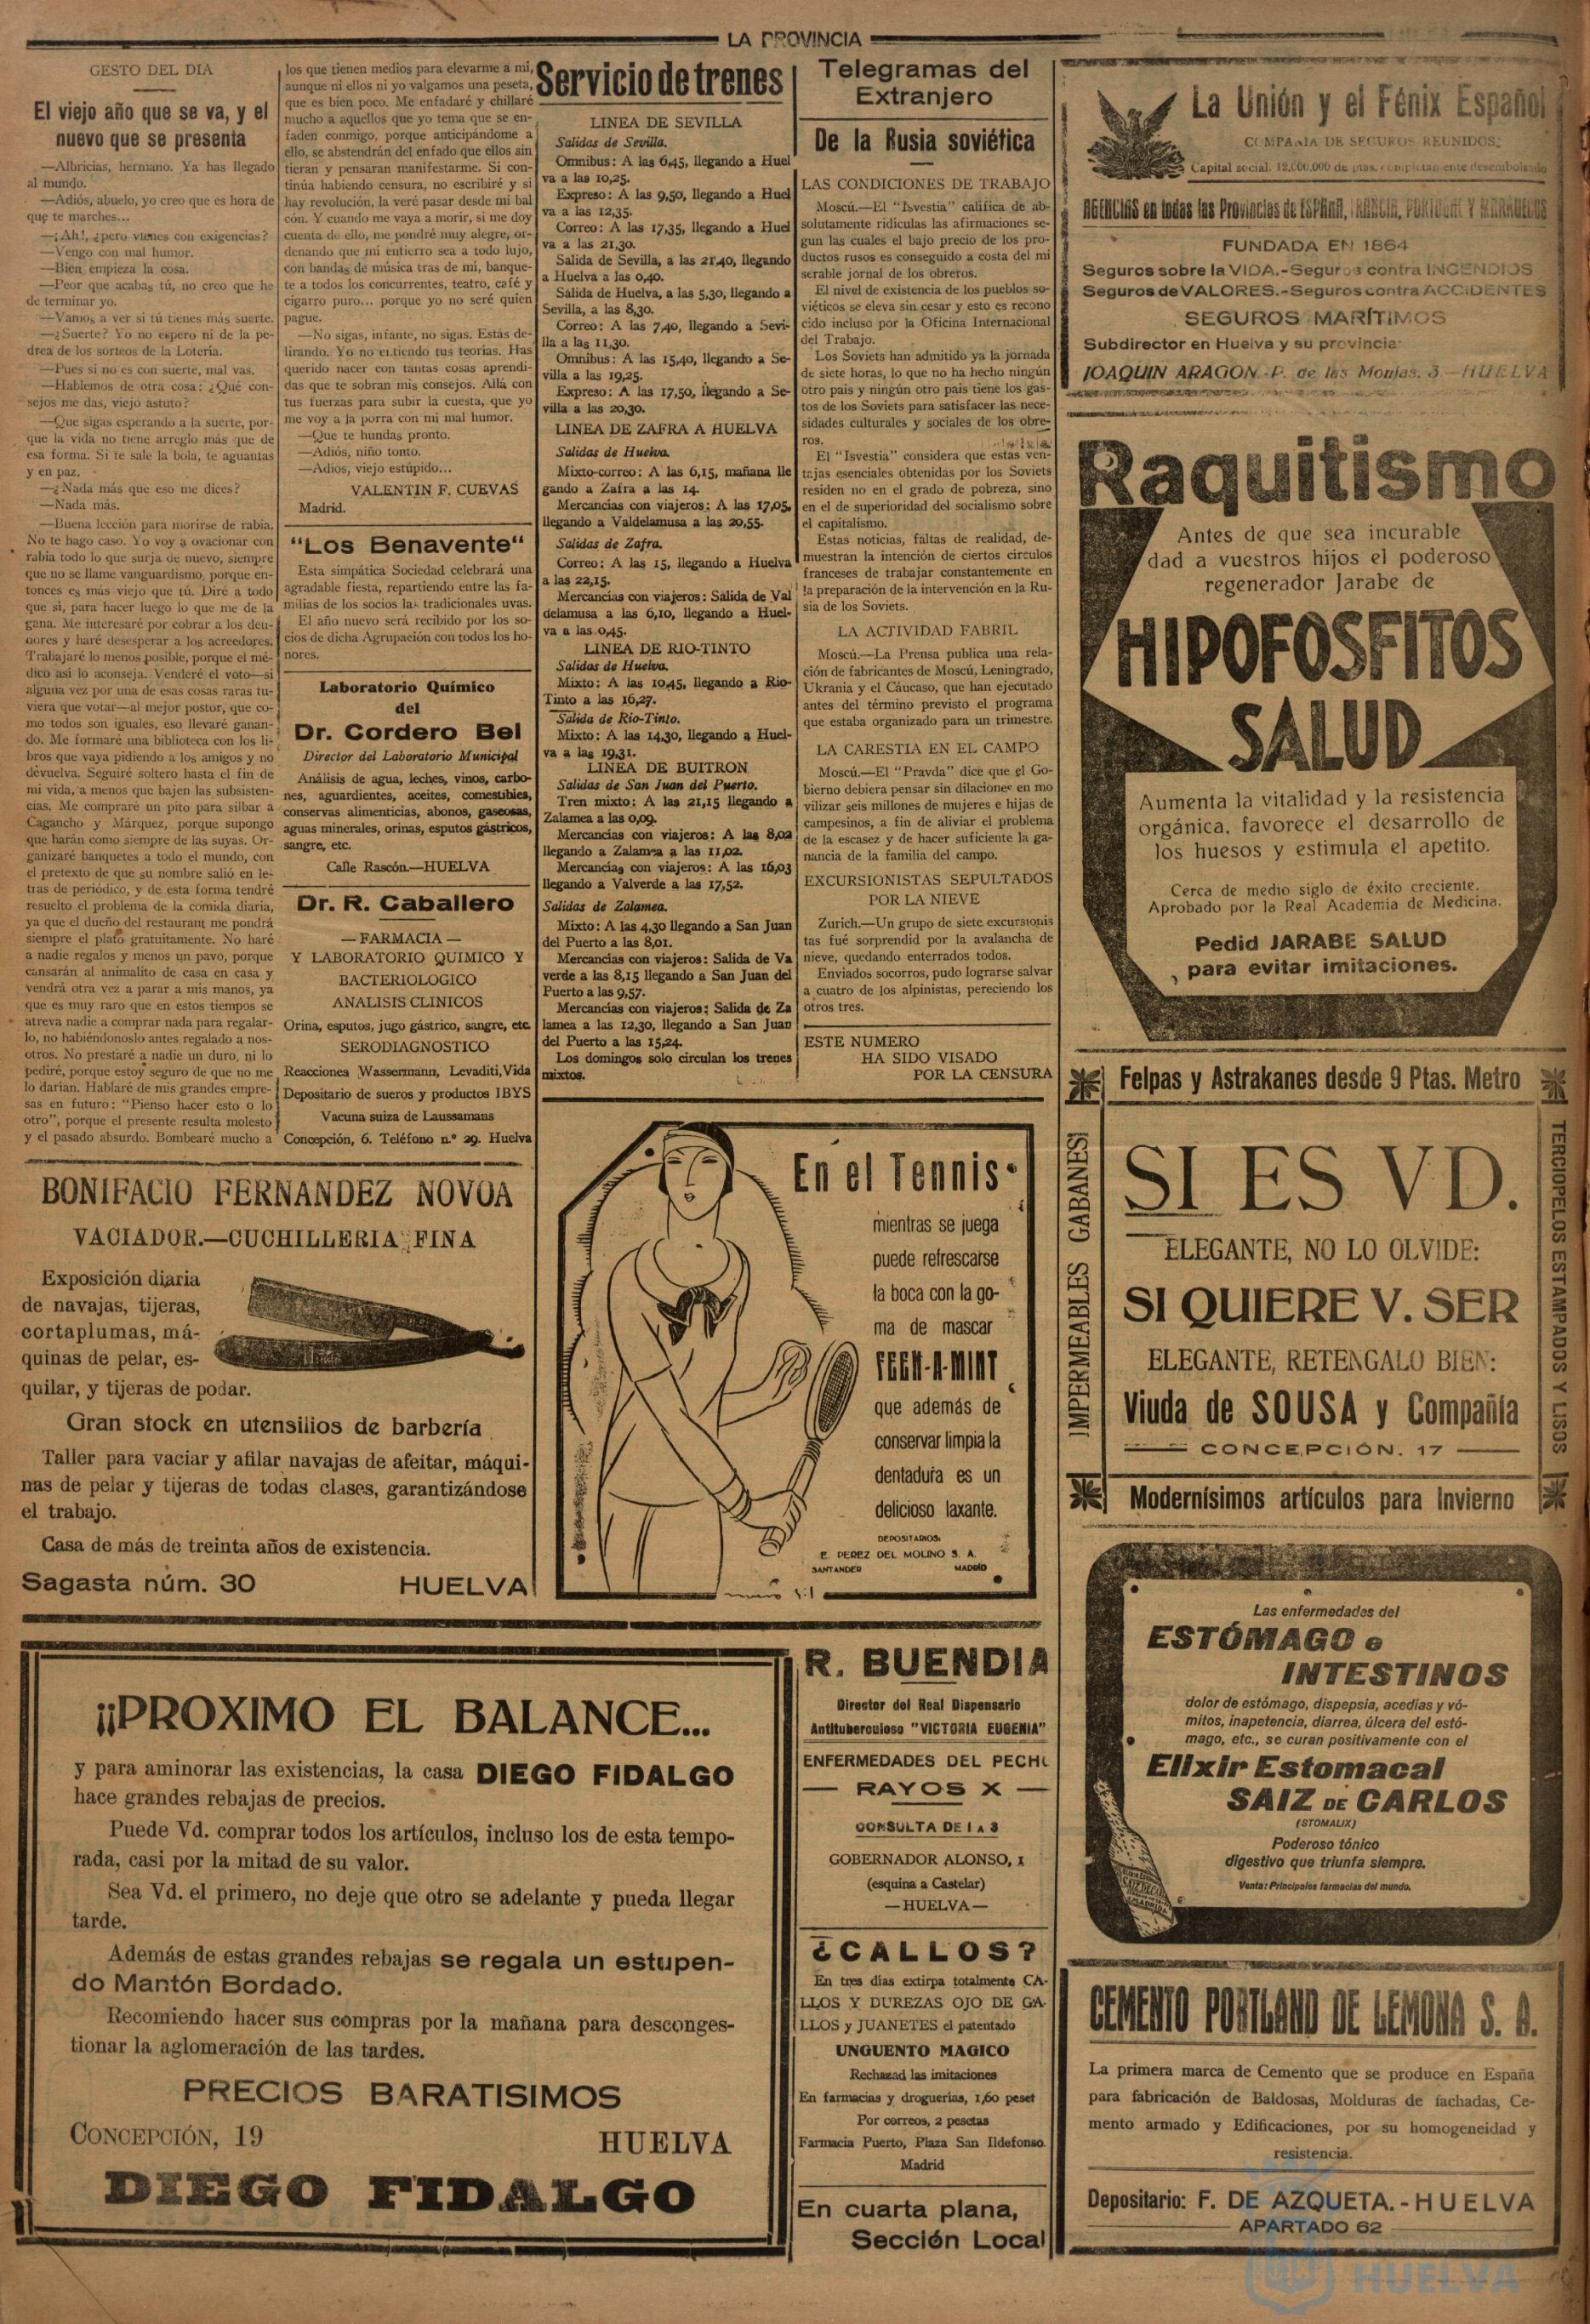 LA PROVINCIA
GESTO DEL DIA
El viejo año que se va, y el
nuevo que se presenta
—Albricias, hermano. Ya has llegado
al mundo.
—Adiós, abuelo, yo creo que es hora de
que te marches...
—¡Ah!, ¿pero vienes con exigencias?
—Vengo con mal humor.
—Bien empieza la cosa.
—Peor que acabas tú, no creo que he
de terminar yo.
—Vamos a ver si tú tienes más suerte.
—¿Suerte? Yo no espero ni de la pe-
drea de los sorteos de la Lotería.
—Pues si no es con suerte, mal vas.
—Hablemos de otra cosa: ¿Qué con-
sejos me das, viejo astuto?
—Que sigas esperando a la suerte, por-
que la vida no tiene arreglo más que de
esa forma. Si te sale la bola, te aguantas
y en paz.
—¿Nada más que eso me dices?
—Nada más.
—Buena lección para morirse de rabia.
No te hago caso. Yo voy a ovacionar con
rabia todo lo que surja de nuevo, siempre
que no se llame vanguardismo, porque en-
tonces es más viejo que tú. Diré a todo
que si, para hacer luego lo que me de la
gana. Me interesaré por cobrar a los deu-
dores y haré desesperar a los acreedores.
Trabajaré lo menos posible, porque el mé-
dico así lo aconseja. Venderé el voto—si
alguna vez por una de esas cosas raras tu-
viera que votar—al mejor postor, que co-
mo todos son iguales, eso llevaré ganan-
do. Me formaré una biblioteca con los li-
bros que vaya pidiendo a los amigos y no
devuelva. Seguiré soltero hasta el fin de
mi vida, a menos que bajen las subsisten-
cias. Me compraré un pito para silbar a
Cagancho y Márquez, porque supongo
que harán como siempre de las suyas. Or-
ganizaré banquetes a todo el mundo, con
el pretexto de que su nombre salió en le-
tras de periódico, y de esta forma tendré
resuelto el problema de la comida diaria,
ya que el dueño del restaurant me pondrá
siempre el plato gratuitamente. No haré
a nadie regalos y menos un pavo, porque
cansarán al animalito de casa en casa y
vendrá otra vez a parar a mis manos, ya
que es muy raro que en estos tiempos se
atreva nadie a comprar nada para regalar-
lo, no habiéndonoslo antes regalado a nos-
otros. No prestaré a nadie un duro, ni lo
pediré, porque estoy seguro de que no me
lo darían. Hablaré de mis grandes empre-
sas en futuro: "Pienso hacer esto o lo
otro", porque el presente resulta molesto
y el pasado absurdo. Bombearé mucho a
los que tienen medios para elevarme a mi,
aunque ni ellos ni yo valgamos una peseta,
que es bien poco. Me enfadaré y chillaré
mucho a aquellos que yo tema que se en-
faden conmigo, porque anticipándome a
ello, se abstendrán del enfado que ellos sin
tieran y pensaran manifestarme. Si con-
tinúa habiendo censura, no escribiré y si
hay revolución, la veré pasar desde mi bal
cón. Y cuando me vaya a morir, si me doy
cuenta de ello, me pondré muy alegre, or-
denando que mi entierro sea a todo lujo,
con bandas de música tras de mi, banque-
te a todos los concurrentes, teatro, café y
cigarro puro... porque yo no seré quien
pague.
—No sigas, infante, no sigas. Estás de-
lirando. Yo no entiendo tus teorías. Has
querido nacer con tantas cosas aprendi-
das que te sobran mis consejos. Allá con
tus fuerzas para subir la cuesta, que yo
me voy a la porra con mi mal humor.
—Que te hundas pronto.
—Adiós, niño tonto.
—Adios, viejo estúpido...
VALENTIN F. CUEVAS
Madrid.
"Los Benavente"
Esta simpática Sociedad celebrará una
agradable fiesta, repartiendo entre las fa-
milias de los socios las tradicionales uvas.
El año nuevo será recibido por los so-
cios de dicha Agrupación con todos los ho-
nores.
Laboratorio Químico
del
Dr. Cordero Bel
Director del Laboratorio Municipal
Análisis de agua, leches, vinos, carbo-
nes, aguardientes, aceites, comestibles,
conservas alimenticias, abonos, gaseosas,
aguas minerales, orinas, esputos gástricos,
sangre, etc.
Calle Rascón.—HUELVA
Dr. R. Caballero
— FARMACIA —
Y LABORATORIO QUIMICO Y
BACTERIOLOGICO
ANALISIS CLINICOS
Orina, esputos, jugo gástrico, sangre, etc.
SERODIAGNOSTICO
Reacciones Wassermann, Levaditi, Vida
Depositario de sueros y productos IBYS
Vacuna suiza de Laussamans
Concepción, 6. Teléfono n.º 29. Huelva
Servicio de trenes
LINEA DE SEVILLA
Salidas de Sevilla.
Omnibus: A las 6,45, llegando a Huel
va a las 10,25.
Expreso: A las 9,50, llegando a Huel
va a las 12,35.
Correo: A las 17,35, llegando a Huel
va a las 21,30.
Salida de Sevilla, a las 21,40, llegando
a Huelva a las 0,40.
Salida de Huelva, a las 5,30, llegando a
Sevilla, a las 8,30.
Correo: A las 7,40, llegando a Sevi-
lla a las 11,30.
Omnibus: A las 15,40, llegando a Se-
villa a las 19,25.
Expreso: A las 17,50, llegando a Se-
villa a las 20,30.
LINEA DE ZAFRA A HUELVA
Salidas de Huelva.
Mixto-correo: A las 6,15, mañana lle
gando a Zafra a las 14.
Mercancías con viajeros: A las 17,05,
llegando a Valdelamusa a las 20,55.
Salidas de Zafra.
Correo: A las 15, llegando a Huelva
a las 22,15.
Mercancías con viajeros: Salida de Val
delamusa a las 6,10, llegando a Huel-
va a las 0,45.
LINEA DE RIO-TINTO
Salidas de Huelva.
Mixto: A las 10,45, llegando a Rio-
Tinto a las 16,27.
Salida de Rio-Tinto.
Mixto: A las 14,30, llegando a Huel-
va a las 19,31.
LINEA DE BUITRON
Salidas de San Juan del Puerto.
Tren mixto: A las 21,15 llegando a
Zalamea a las 0,09.
Mercancías con viajeros: A las 8,02
llegando a Zalamea a las 11,02.
Mercancías con viajeros: A las 16,03
llegando a Valverde a las 17,52.
Salidas de Zalamea.
Mixto: A las 4,30 llegando a San Juan
del Puerto a las 8,01.
Mercancías con viajeros: Salida de Va
verde a las 8,15 llegando a San Juan del
Puerto a las 9,57.
Mercancías con viajeros: Salida de Za
lamea a las 12,30, llegando a San Juan
del Puerto a las 15,24.
Los domingos solo circulan los trenes
mixtos.
Telegramas del
Extranjero
De la Rusia soviética
LAS CONDICIONES DE TRABAJO
Moscú.—El "Isvestia" califica de ab-
solutamente ridículas las afirmaciones se-
gun las cuales el bajo precio de los pro-
ductos rusos es conseguido a costa del mi
serable jornal de los obreros.
El nivel de existencia de los pueblos so-
viéticos se eleva sin cesar y esto es recono
cido incluso por la Oficina Internacional
del Trabajo.
Los Soviets han admitido ya la jornada
de siete horas, lo que no ha hecho ningún
otro pais y ningún otro pais tiene los gas-
tos de los Soviets para satisfacer las nece-
sidades culturales y sociales de los obre-
ros.
El "Isvestia" considera que estas ven-
tajas esenciales obtenidas por los Soviets
residen no en el grado de pobreza, sino
en el de superioridad del socialismo sobre
el capitalismo.
Estas noticias, faltas de realidad, de-
muestran la intención de ciertos circulos
franceses de trabajar constantemente en
la preparación de la intervención en la Ru-
sia de los Soviets.
LA ACTIVIDAD FABRIL
Moscú.—La Prensa publica una rela-
ción de fabricantes de Moscú, Leningrado,
Ukrania y el Cáucaso, que han ejecutado
antes del término previsto el programa
que estaba organizado para un trimestre.
LA CARESTIA EN EL CAMPO
Moscú.—El "Pravda" dice que el Go-
bierno debiera pensar sin dilaciones en mo
vilizar seis millones de mujeres e hijas de
campesinos, a fin de aliviar el problema
de la escasez y de hacer suficiente la ga-
nancia de la familia del campo.
EXCURSIONISTAS SEPULTADOS
POR LA NIEVE
Zurich.—Un grupo de siete excursionis
tas fué sorprendido por la avalancha de
nieve, quedando enterrados todos.
Enviados socorros, pudo lograrse salvar
a cuatro de los alpinistas, pereciendo los
otros tres.
ESTE NUMERO
HA SIDO VISADO
POR LA CENSURA
La Unión y el Fénix Español
COMPAÑIA DE SEGUROS REUNIDOS
Capital social. 12.000.000 de ptas. completamente desembolsado
AGENCIAS en todas las Provincias de ESPAÑA, FRANCIA, PORTUGAL Y MARRUECOS
FUNDADA EN 1864
Seguros sobre la VIDA.-Seguros contra INCENDIOS
Seguros de VALORES.-Seguros contra ACCIDENTES
SEGUROS MARÍTIMOS
Subdirector en Huelva y su provincia:
JOAQUIN ARAGON-P. de las Monjas. 3.—HUELVA
Raquitismo
Antes de que sea incurable
dad a vuestros hijos el poderoso
regenerador Jarabe de
HIPOFOSFITOS
SALUD
Aumenta la vitalidad y la resistencia
orgánica, favorece el desarrollo de
los huesos y estimula el apetito.
Cerca de medio siglo de éxito creciente.
Aprobado por la Real Academia de Medicina.
Pedid JARABE SALUD
para evitar imitaciones.
Felpas y Astrakanes desde 9 Ptas. Metro
IMPERMEABLES GABANES
SI ES VD.
ELEGANTE, NO LO OLVIDE:
SI QUIERE V. SER
ELEGANTE, RETENGALO BIEN:
Viuda de SOUSA y Compañía
CONCEPCIÓN. 17
TERCIOPELOS ESTAMPADOS Y LISOS
Modernísimos artículos para Invierno
BONIFACIO FERNANDEZ NOVOA
VACIADOR.—CUCHILLERIA FINA
Exposición diaria
de navajas, tijeras,
cortaplumas, má-
quinas de pelar, es-
quilar, y tijeras de podar.
Gran stock en utensilios de barbería
Taller para vaciar y afilar navajas de afeitar, máqui-
nas de pelar y tijeras de todas clases, garantizándose
el trabajo.
Casa de más de treinta años de existencia.
Sagasta núm. 30 HUELVA
En el Tennis
mientras se juega
puede refrescarse
la boca con la go-
ma de mascar
FEEN-A-MINT
que además de
conservar limpia la
dentadura es un
delicioso laxante.
DEPOSITARIOS:
E. PEREZ DEL MOLINO S. A.
SANTANDER MADRID
Las enfermedades del
ESTÓMAGO e
INTESTINOS
dolor de estómago, dispepsia, acedias y vó-
mitos, inapetencia, diarrea, úlcera del estó-
mago, etc., se curan positivamente con el
Elixir Estomacal
SAIZ DE CARLOS
(STOMALIX)
Poderoso tónico
digestivo que triunfa siempre.
Venta: Principales farmacias del mundo.
¡¡PROXIMO EL BALANCE...
y para aminorar las existencias, la casa DIEGO FIDALGO
hace grandes rebajas de precios.
Puede Vd. comprar todos los artículos, incluso los de esta tempo-
rada, casi por la mitad de su valor.
Sea Vd. el primero, no deje que otro se adelante y pueda llegar
tarde.
Además de estas grandes rebajas se regala un estupen-
do Mantón Bordado.
Recomiendo hacer sus compras por la mañana para desconges-
tionar la aglomeración de las tardes.
PRECIOS BARATISIMOS
CONCEPCIÓN, 19 HUELVA
DIEGO FIDALGO
R. BUENDIA
Director del Real Dispensario
Antituberculoso "VICTORIA EUGENIA"
ENFERMEDADES DEL PECHO
— RAYOS X —
CONSULTA DE 1 A 3
GOBERNADOR ALONSO, 1
(esquina a Castelar)
—HUELVA—
¿CALLOS?
En tres días extirpa totalmente CA-
LLOS Y DUREZAS OJO DE GA-
LLOS y JUANETES el patentado
UNGUENTO MAGICO
Rechazad las imitaciones
En farmacias y droguerías, 1,60 peset
Por correos, 2 pesetas
Farmacia Puerto, Plaza San Ildefonso.
Madrid
En cuarta plana,
Sección Local
CEMENTO PORTLAND DE LEMONA S. A.
La primera marca de Cemento que se produce en España
para fabricación de Baldosas, Molduras de fachadas, Ce-
mento armado y Edificaciones, por su homogeneidad y
resistencia.
Depositario: F. DE AZQUETA.-HUELVA
APARTADO 62
HUELVA